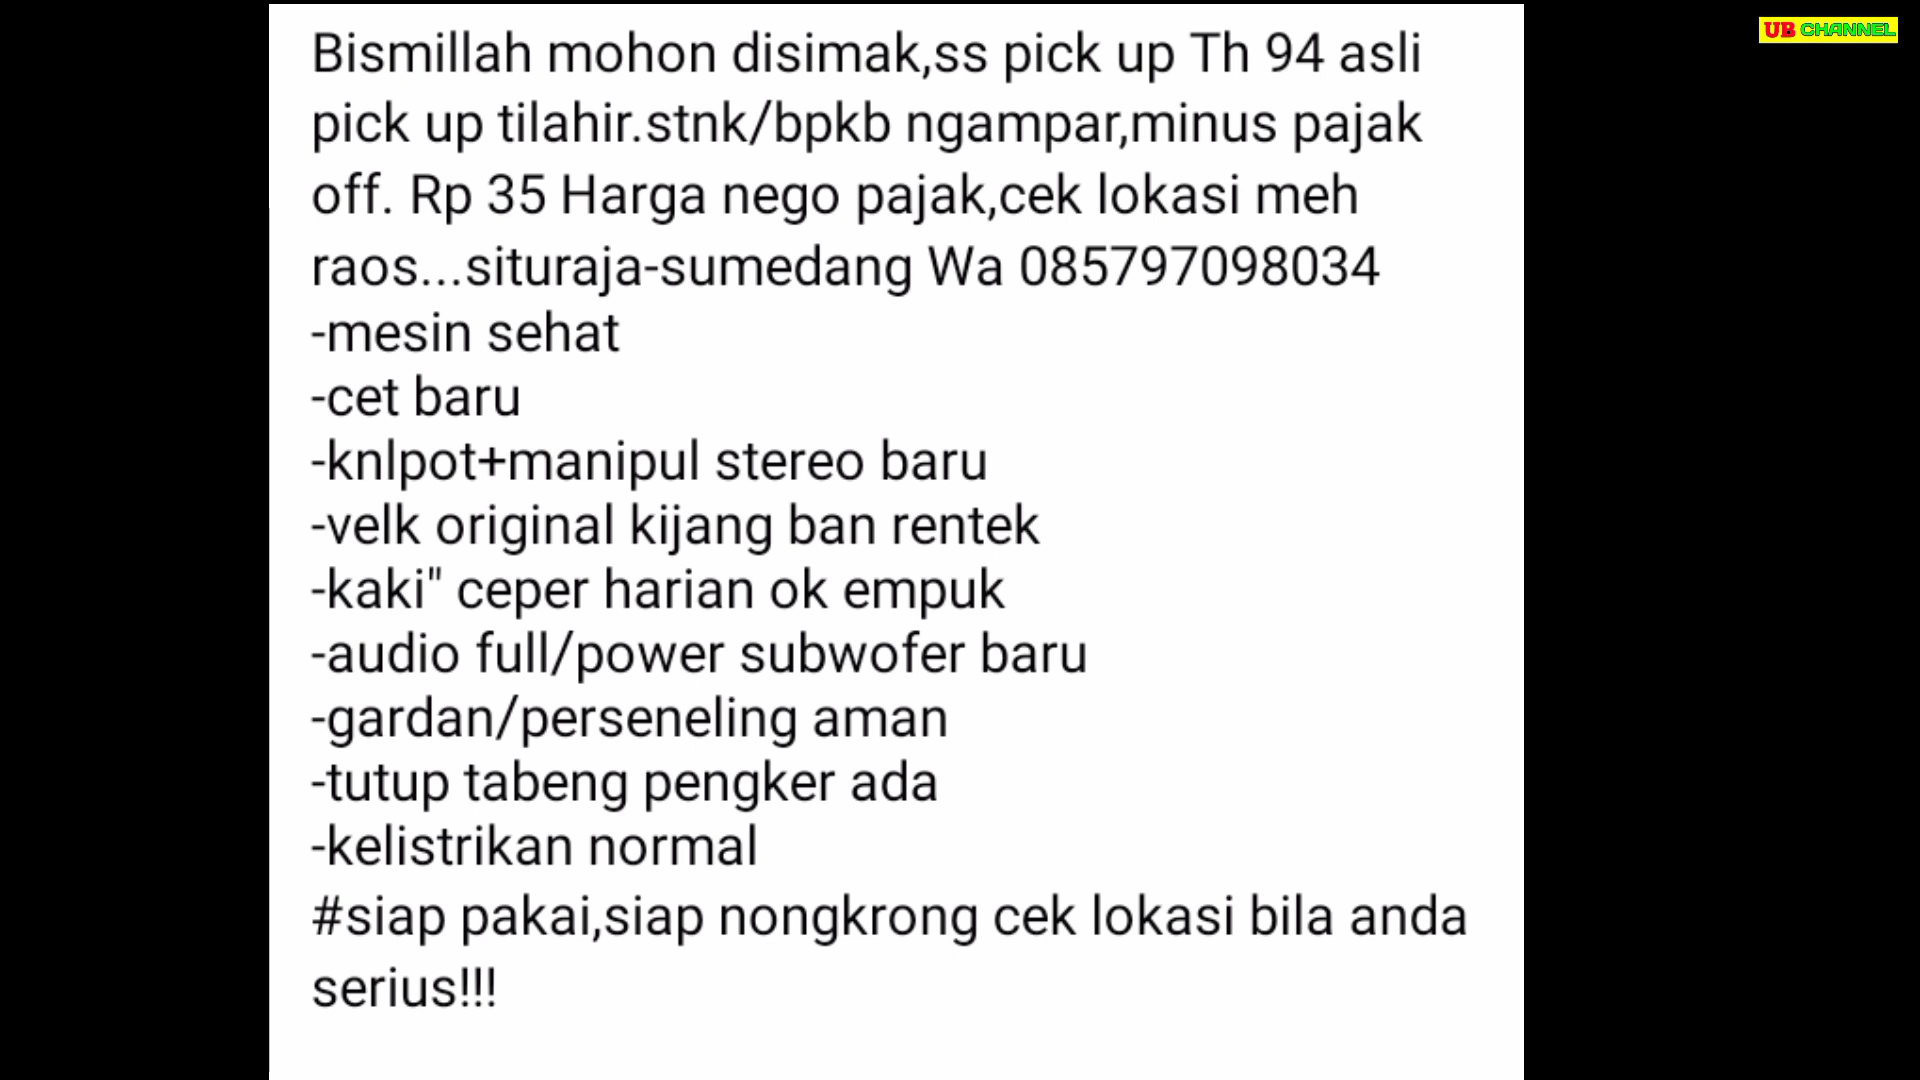 Bismillah mohon disimak,ss pick up Th 94 asli
pick up tilahir.stnk/bpkb ngampar,minus pajak
off. Rp 35 Harga nego pajak,cek lokasi meh
raos...situraja-sumedang Wa 085797098034
-mesin sehat
-cet baru
-knlpot+manipul stereo baru
-velk original kijang ban rentek
-kaki" ceper harian ok empuk
-audio full/power subwofer baru
-gardan/perseneling aman
-tutup tabeng pengker ada
-kelistrikan normal
#siap pakai,siap nongkrong cek lokasi bila anda
serius!!!
UB CHANNEL